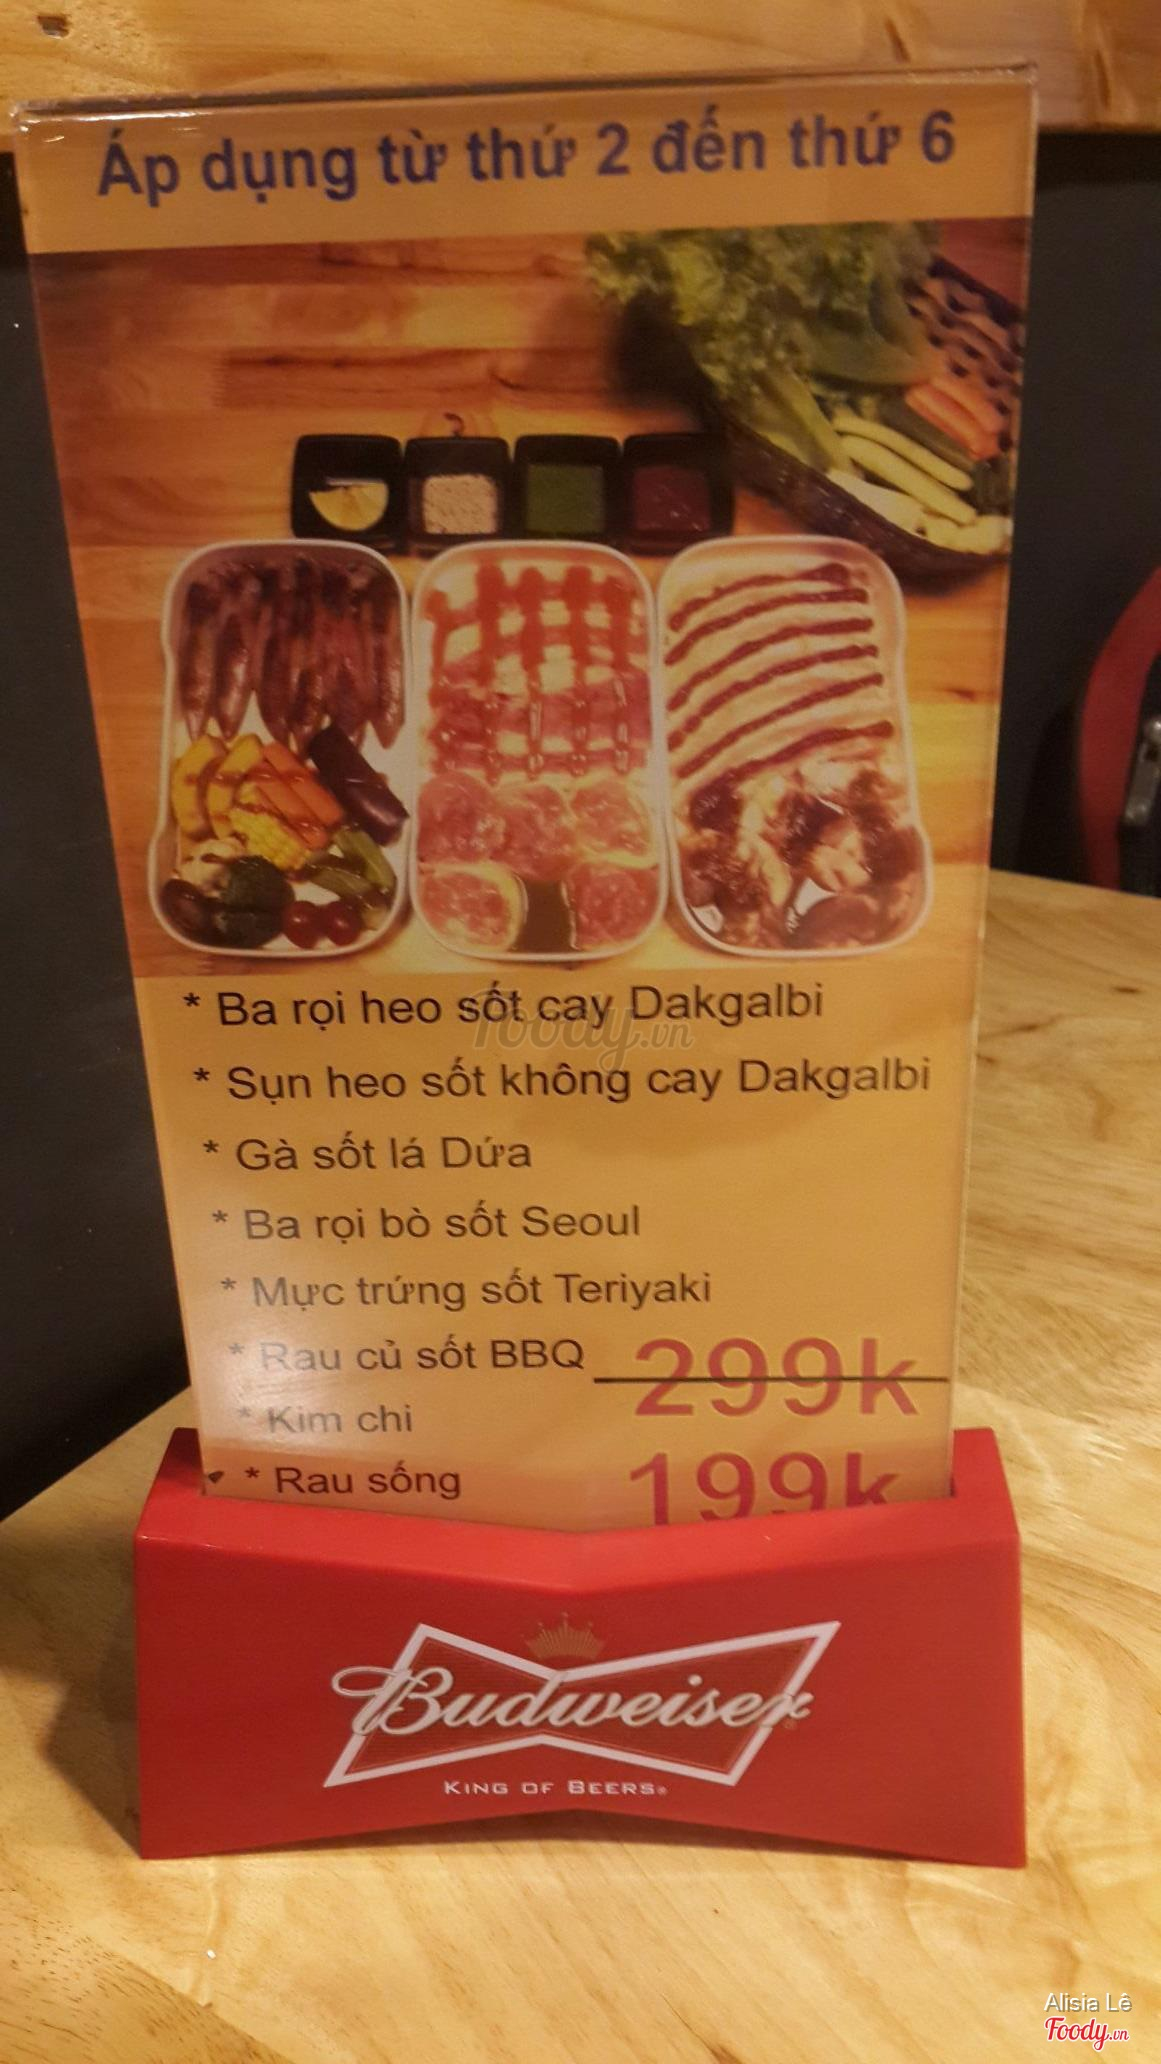 Áp dụng từ thứ 2 đến thứ 6
* Ba rọi heo sốt cay Dakgalbi
Foody.vn
* Sụn heo sốt không cay Dakgalbi
* Gà sốt lá Dứa
* Ba rọi bò sốt Seoul
* Mực trứng sốt Teriyaki
* Rau củ sốt BBQ 299k
* Kim chi
* Rau sống 199k
Budweiser®
KING OF BEERS®
Alisia Lê
Foody.vn